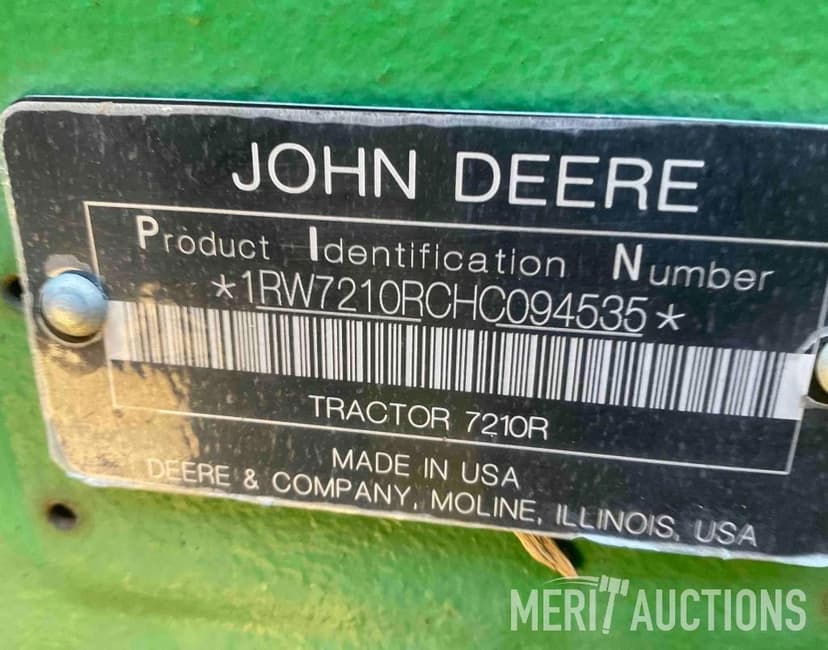 JOHN DEERE
Product Identification Number
*1RW7210RCHC094535*
TRACTOR 7210R
MADE IN USA
DEERE & COMPANY, MOLINE, ILLINOIS, USA
MERIT AUCTIONS